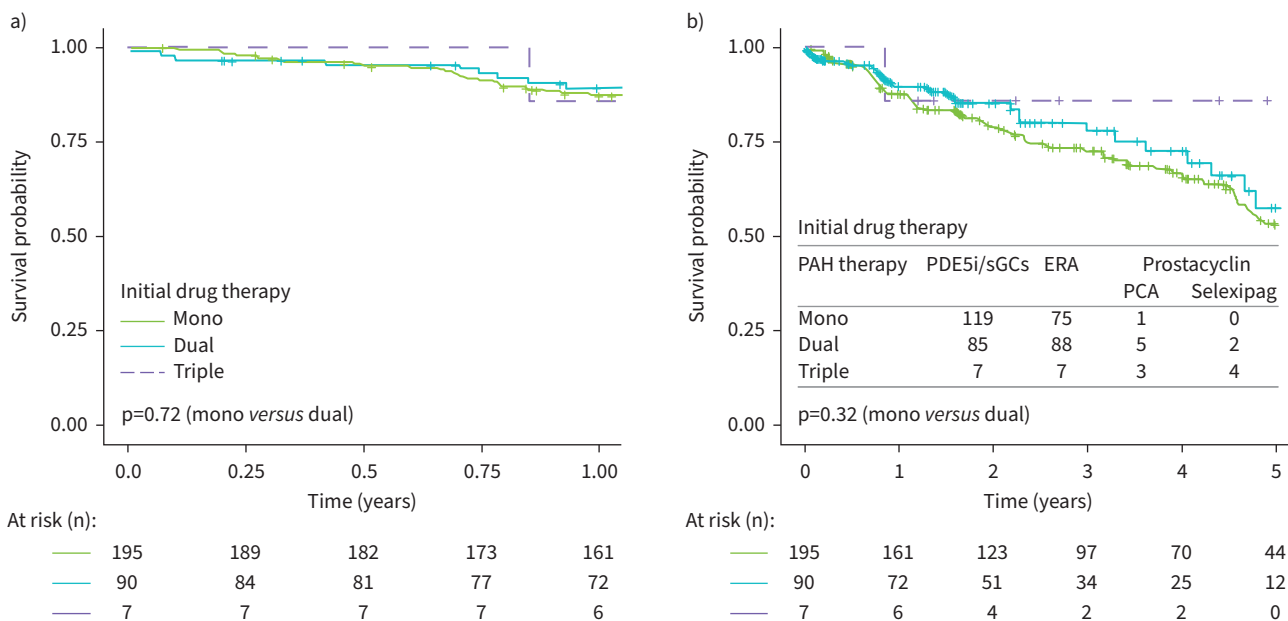 a)
1.00
0.75
0.50
0.25
0.00
Survival probability
Initial drug therapy
Mono
Dual
Triple
p=0.72 (mono versus dual)
0.0 0.25 0.5 0.75 1.00
Time (years)
At risk (n):
195 189 182 173 161
90 84 81 77 72
7 7 7 7 6
b)
1.00
0.75
0.50
0.25
0.00
Survival probability
Initial drug therapy
PAH therapy PDE5i/sGCs ERA Prostacyclin
PCA Selexipag
Mono 119 75 1 0
Dual 85 88 5 2
Triple 7 7 3 4
p=0.32 (mono versus dual)
0 1 2 3 4 5
Time (years)
At risk (n):
195 161 123 97 70 44
90 72 51 34 25 12
7 6 4 2 2 0